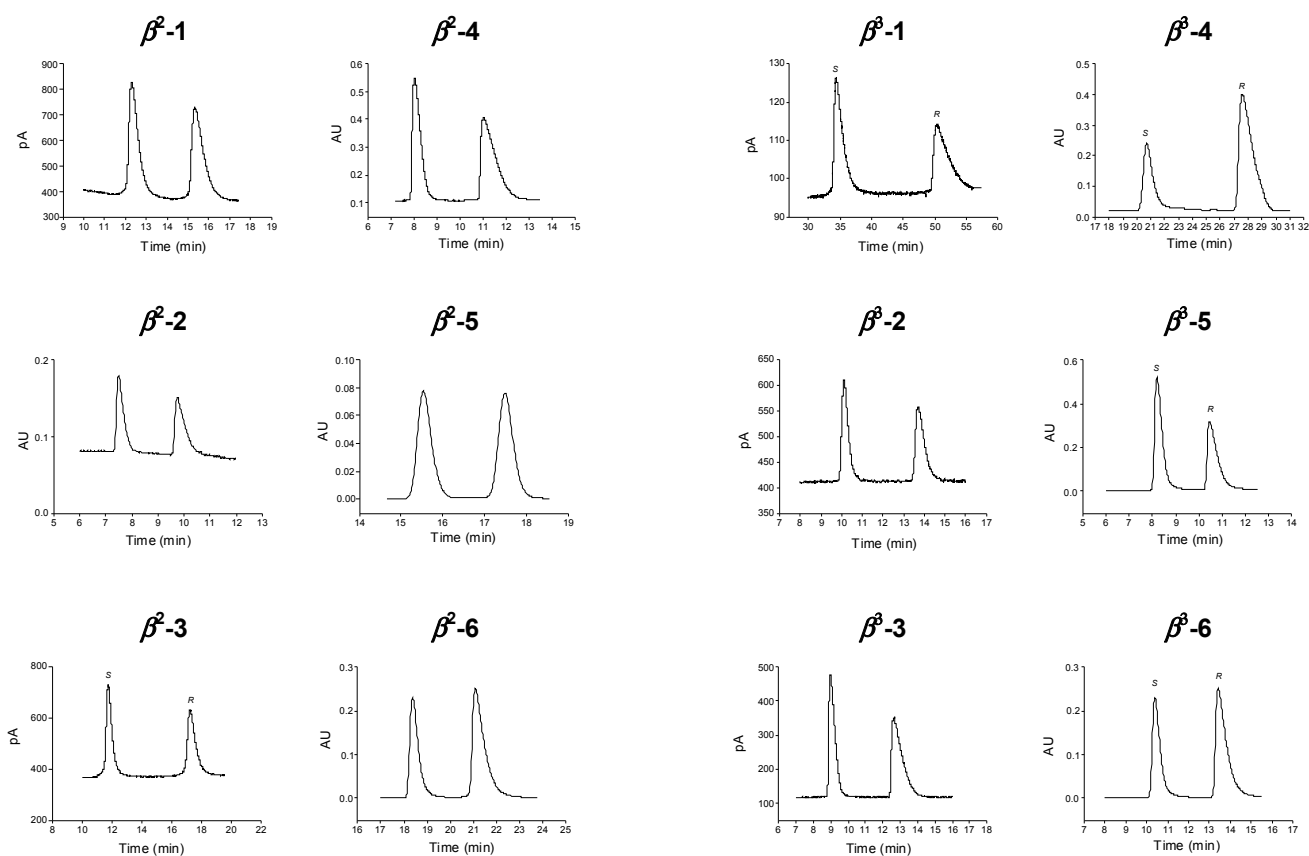 β²-1
900
800
700
600
500
400
300
pA
9 10 11 12 13 14 15 16 17 18 19
Time (min)
β²-4
0.6
0.5
0.4
0.3
0.2
0.1
AU
6 7 8 9 10 11 12 13 14 15
Time (min)
β³-1
130
120
110
100
90
pA
S
R
30 35 40 45 50 55 60
Time (min)
β³-4
0.5
0.4
0.3
0.2
0.1
0.0
AU
S
R
17 18 19 20 21 22 23 24 25 26 27 28 29 30 31 32
Time (min)
β²-2
0.2
0.1
0.0
AU
5 6 7 8 9 10 11 12 13
Time (min)
β²-5
0.10
0.08
0.06
0.04
0.02
0.00
AU
14 15 16 17 18 19
Time (min)
β³-2
650
600
550
500
450
400
350
pA
7 8 9 10 11 12 13 14 15 16 17
Time (min)
β³-5
0.6
0.4
0.2
0.0
AU
S
R
5 6 7 8 9 10 11 12 13 14
Time (min)
β²-3
800
600
400
200
pA
S
R
8 10 12 14 16 18 20 22
Time (min)
β²-6
0.3
0.2
0.1
0.0
AU
16 17 18 19 20 21 22 23 24 25
Time (min)
β³-3
500
400
300
200
100
pA
6 7 8 9 10 11 12 13 14 15 16 17 18
Time (min)
β³-6
0.3
0.2
0.1
0.0
AU
S
R
7 8 9 10 11 12 13 14 15 16 17
Time (min)